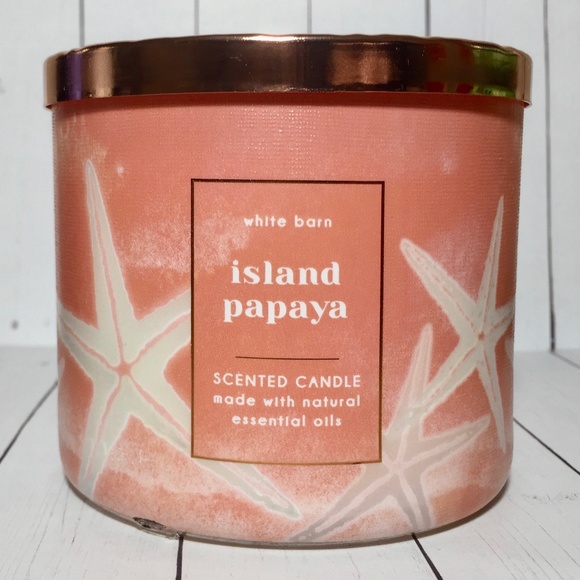 white barn
island
papaya
SCENTED CANDLE
made with natural
essential oils